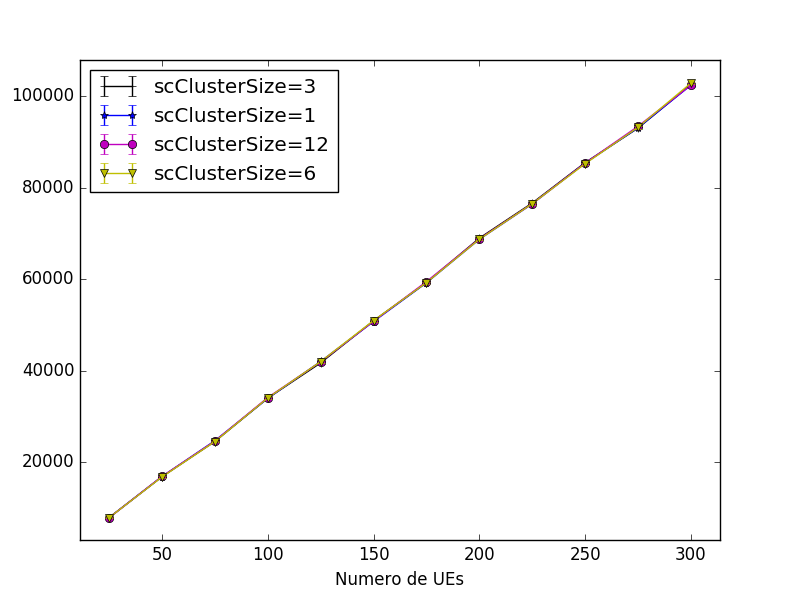 scClusterSize=3
scClusterSize=1
scClusterSize=12
scClusterSize=6
100000
80000
60000
40000
20000
50 100 150 200 250 300
Numero de UEs